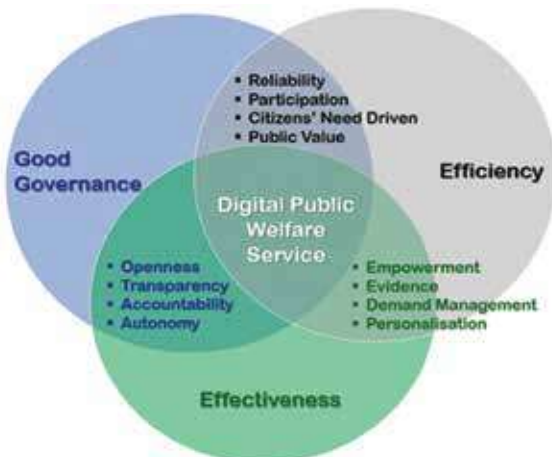 ▪ Reliability
▪ Participation
▪ Citizens' Need Driven
▪ Public Value
Good
Governance
Efficiency
Digital Public
Welfare
Service
▪ Openness
▪ Transparency
▪ Accountability
▪ Autonomy
▪ Empowerment
▪ Evidence
▪ Demand Management
▪ Personalisation
Effectiveness